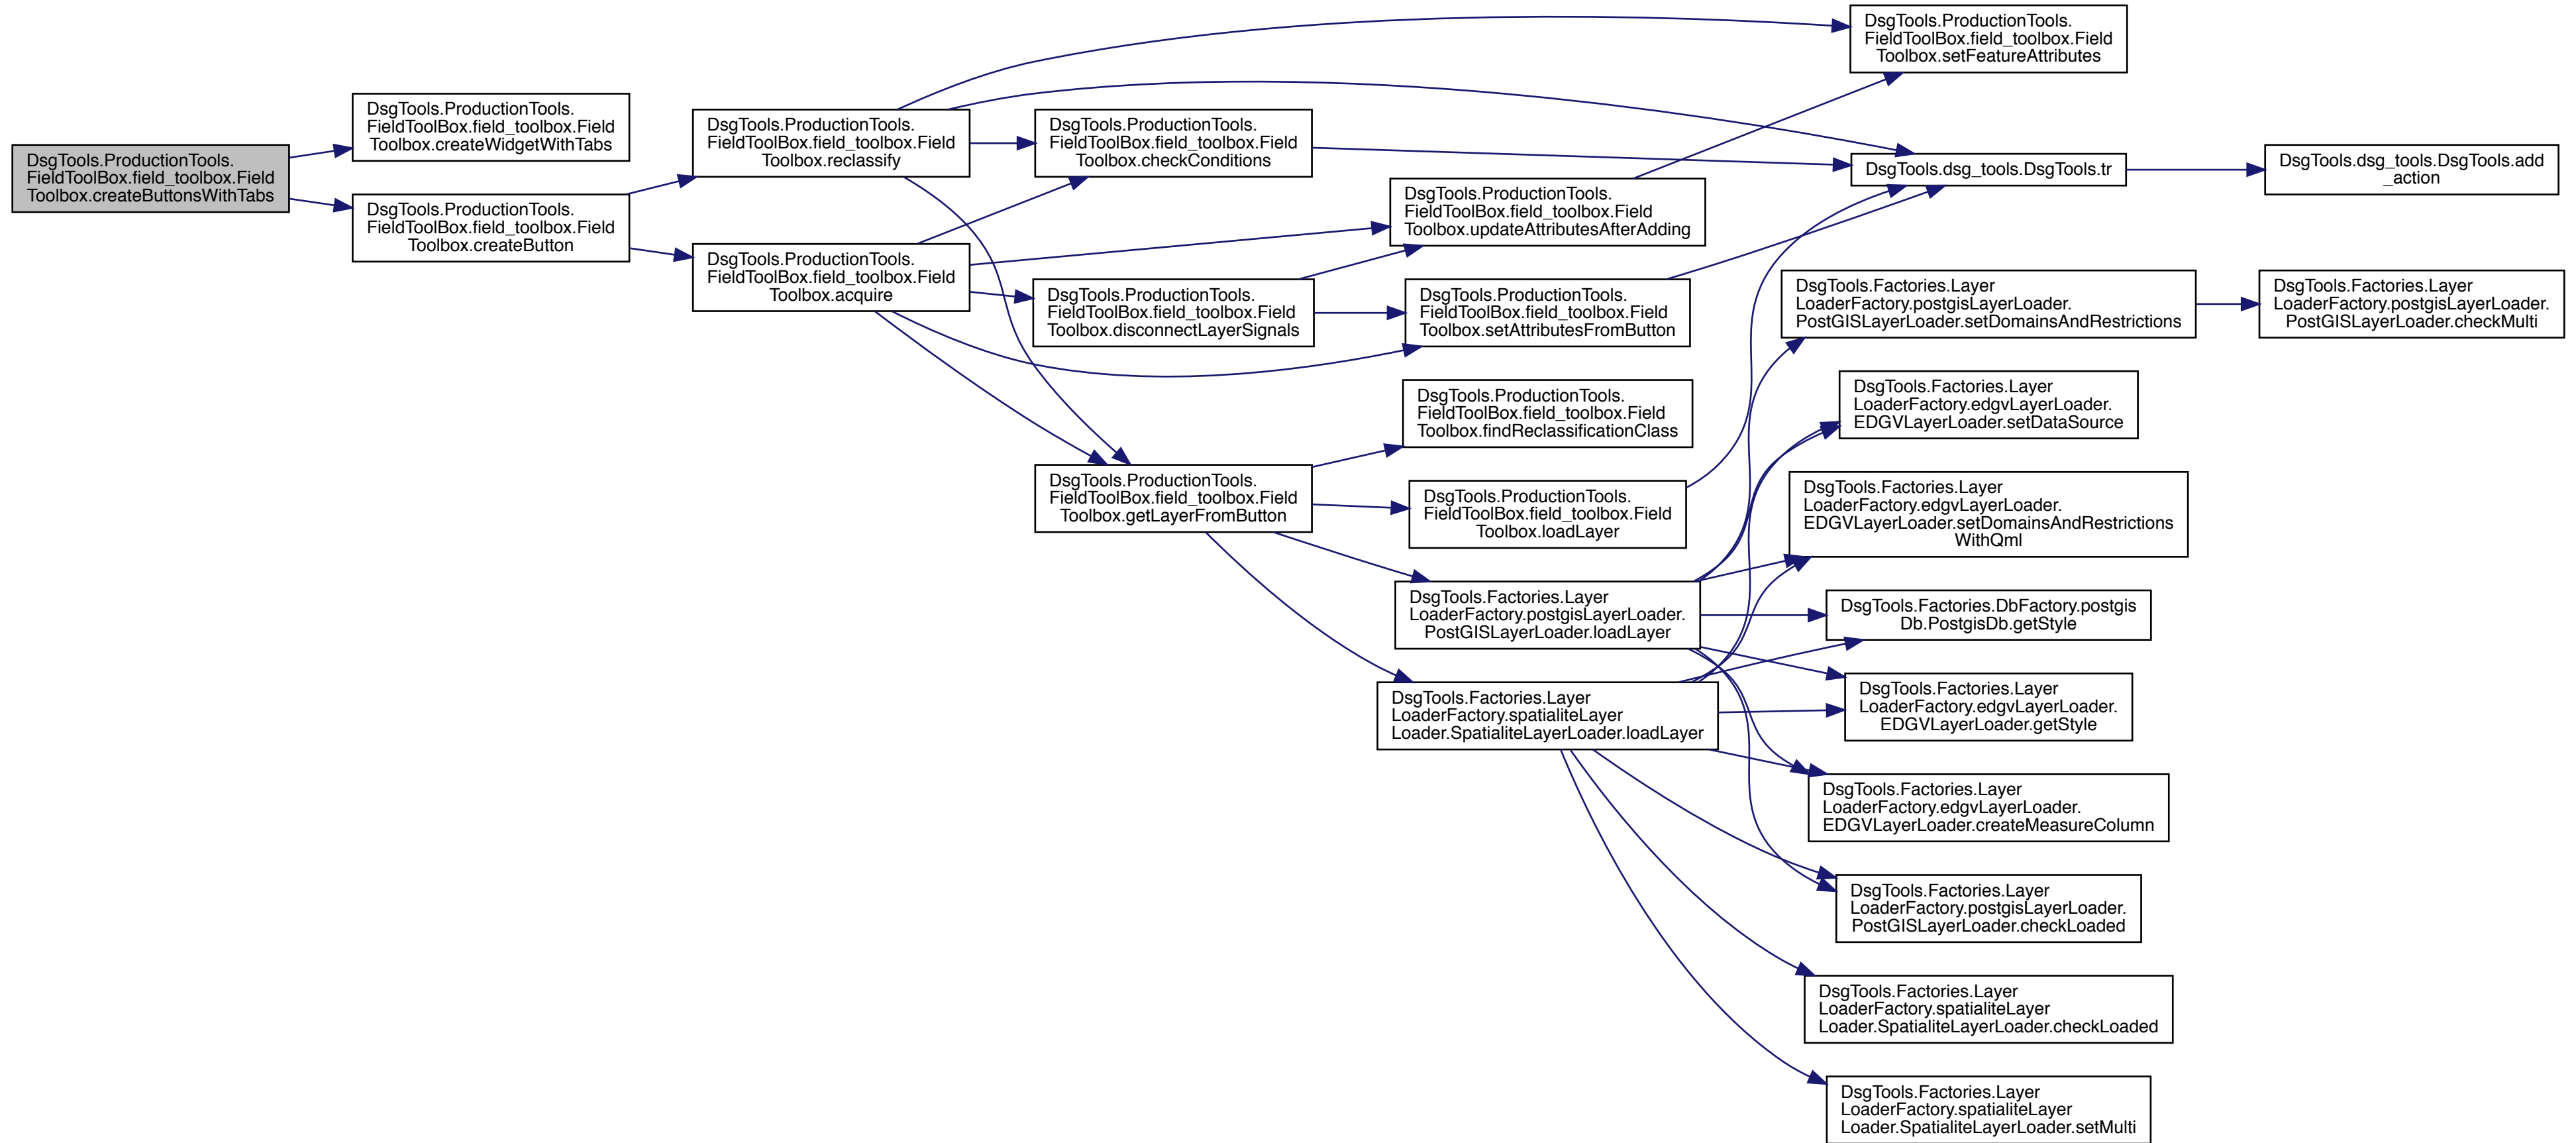 DsgTools.ProductionTools.
FieldToolBox.field_toolbox.Field
Toolbox.createButtonsWithTabs
DsgTools.ProductionTools.
FieldToolBox.field_toolbox.Field
Toolbox.createWidgetWithTabs
DsgTools.ProductionTools.
FieldToolBox.field_toolbox.Field
Toolbox.createButton
DsgTools.ProductionTools.
FieldToolBox.field_toolbox.Field
Toolbox.reclassify
DsgTools.ProductionTools.
FieldToolBox.field_toolbox.Field
Toolbox.acquire
DsgTools.ProductionTools.
FieldToolBox.field_toolbox.Field
Toolbox.checkConditions
DsgTools.ProductionTools.
FieldToolBox.field_toolbox.Field
Toolbox.disconnectLayerSignals
DsgTools.ProductionTools.
FieldToolBox.field_toolbox.Field
Toolbox.getLayerFromButton
DsgTools.ProductionTools.
FieldToolBox.field_toolbox.Field
Toolbox.updateAttributesAfterAdding
DsgTools.ProductionTools.
FieldToolBox.field_toolbox.Field
Toolbox.setAttributesFromButton
DsgTools.ProductionTools.
FieldToolBox.field_toolbox.Field
Toolbox.findReclassificationClass
DsgTools.ProductionTools.
FieldToolBox.field_toolbox.Field
Toolbox.loadLayer
DsgTools.Factories.Layer
LoaderFactory.postgisLayerLoader.
PostGISLayerLoader.loadLayer
DsgTools.Factories.Layer
LoaderFactory.spatialiteLayer
Loader.SpatialiteLayerLoader.loadLayer
DsgTools.ProductionTools.
FieldToolBox.field_toolbox.Field
Toolbox.setFeatureAttributes
DsgTools.dsg_tools.DsgTools.tr
DsgTools.Factories.Layer
LoaderFactory.postgisLayerLoader.
PostGISLayerLoader.setDomainsAndRestrictions
DsgTools.Factories.Layer
LoaderFactory.edgvLayerLoader.
EDGVLayerLoader.setDataSource
DsgTools.Factories.Layer
LoaderFactory.edgvLayerLoader.
EDGVLayerLoader.setDomainsAndRestrictions
WithQml
DsgTools.Factories.DbFactory.postgis
Db.PostgisDb.getStyle
DsgTools.Factories.Layer
LoaderFactory.edgvLayerLoader.
EDGVLayerLoader.getStyle
DsgTools.Factories.Layer
LoaderFactory.edgvLayerLoader.
EDGVLayerLoader.createMeasureColumn
DsgTools.Factories.Layer
LoaderFactory.postgisLayerLoader.
PostGISLayerLoader.checkLoaded
DsgTools.Factories.Layer
LoaderFactory.spatialiteLayer
Loader.SpatialiteLayerLoader.checkLoaded
DsgTools.Factories.Layer
LoaderFactory.spatialiteLayer
Loader.SpatialiteLayerLoader.setMulti
DsgTools.dsg_tools.DsgTools.add
_action
DsgTools.Factories.Layer
LoaderFactory.postgisLayerLoader.
PostGISLayerLoader.checkMulti